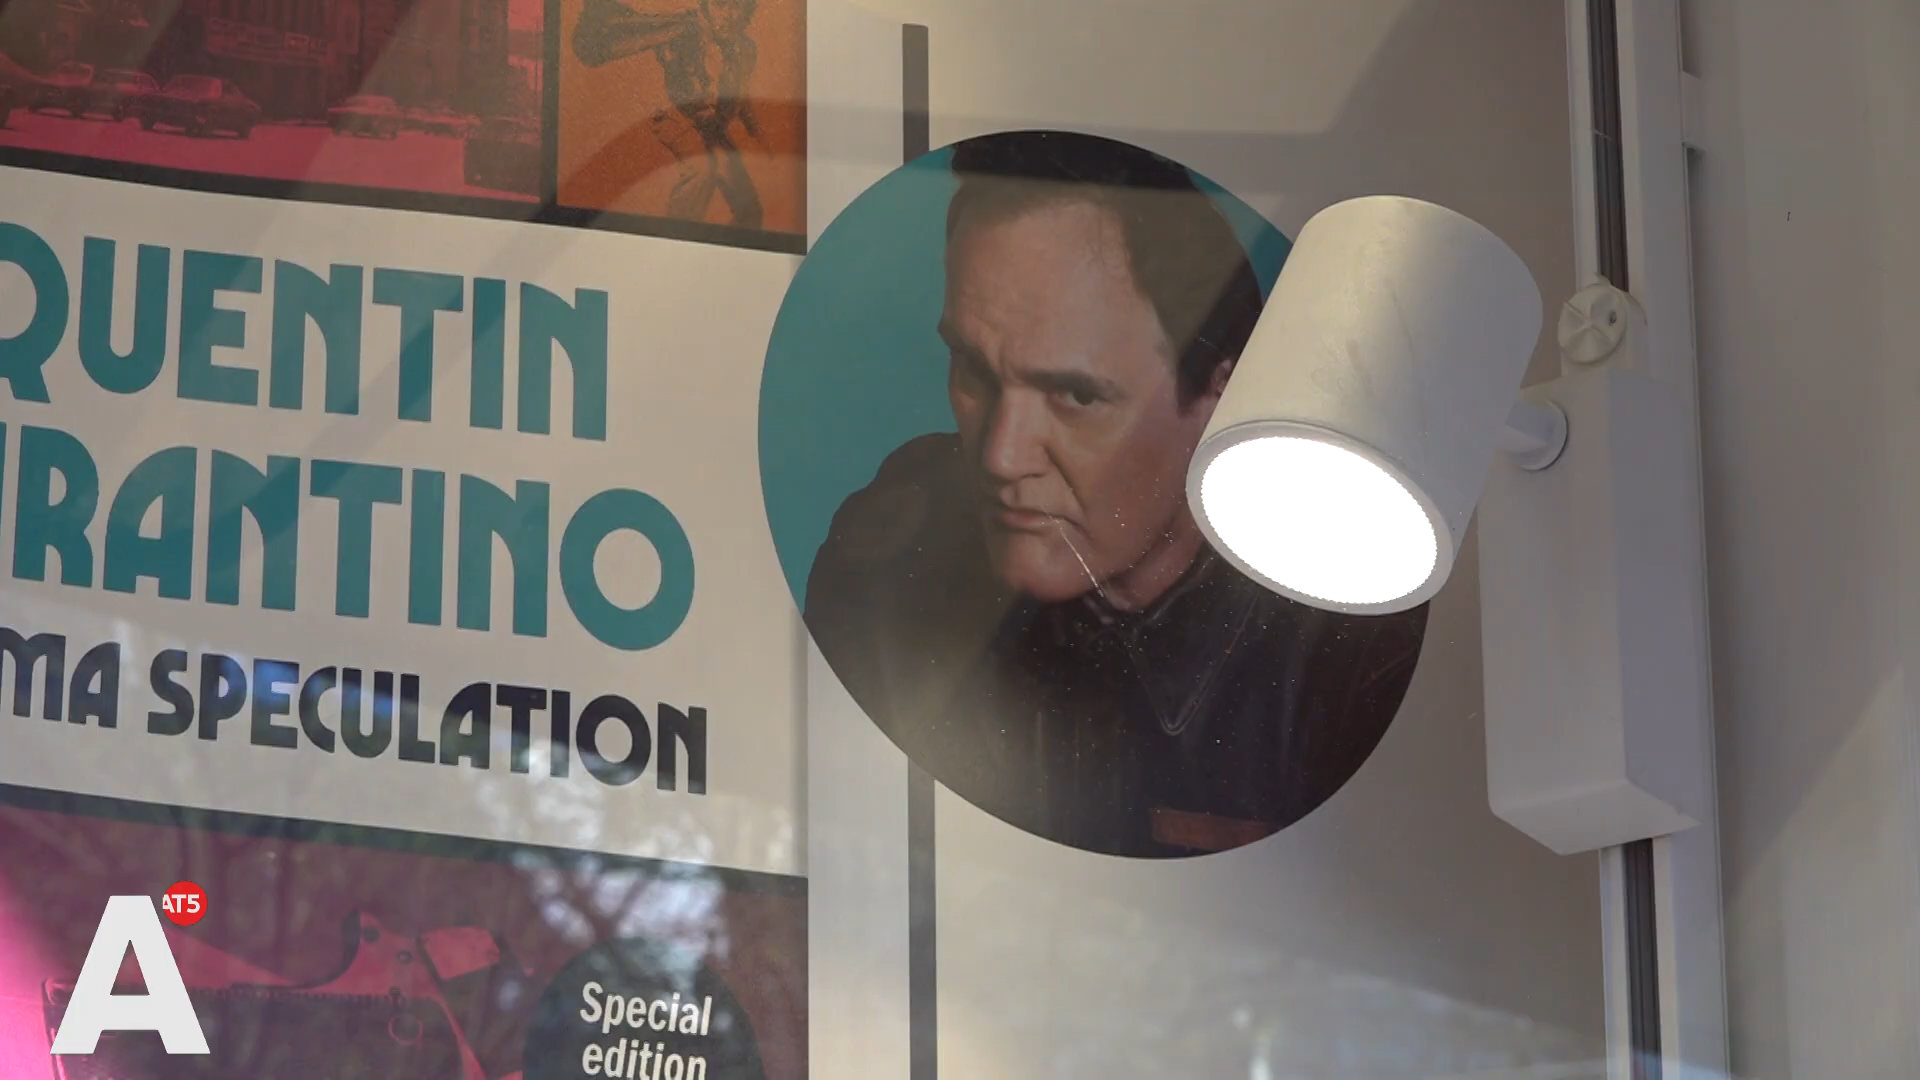 QUENTIN
RANTINO
MA SPECULATION
Special
edition
A
AT5